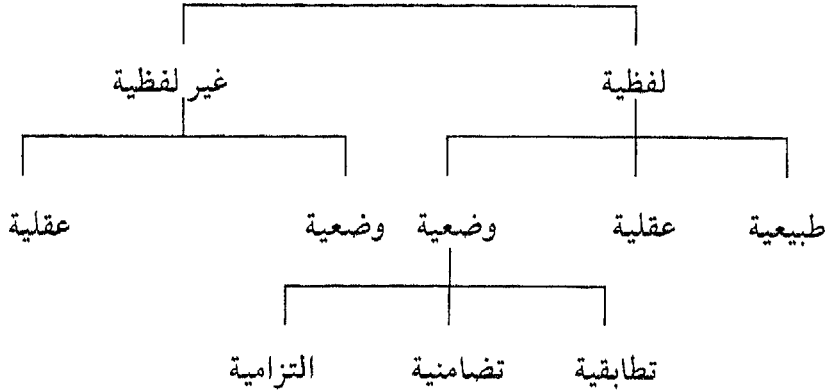 لفظية غير لفظية
طبيعية عقلية وضعية وضعية عقلية
تطابقية تضامنية التزامية